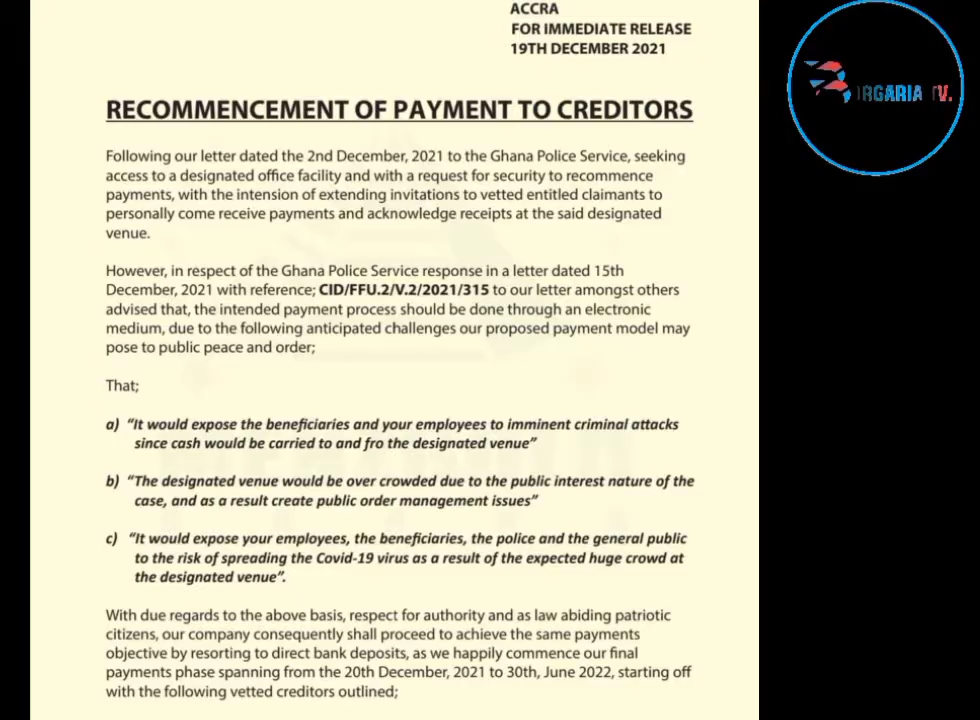 ACCRA
FOR IMMEDIATE RELEASE
19TH DECEMBER 2021
RECOMMENCEMENT OF PAYMENT TO CREDITORS
Following our letter dated the 2nd December, 2021 to the Ghana Police Service, seeking
access to a designated office facility and with a request for security to recommence
payments, with the intension of extending invitations to vetted entitled claimants to
personally come receive payments and acknowledge receipts at the said designated
venue.
However, in respect of the Ghana Police Service response in a letter dated 15th
December, 2021 with reference; CID/FFU.2/V.2/2021/315 to our letter amongst others
advised that, the intended payment process should be done through an electronic
medium, due to the following anticipated challenges our proposed payment model may
pose to public peace and order;
That;
a) “It would expose the beneficiaries and your employees to imminent criminal attacks
since cash would be carried to and fro the designated venue”
b) “The designated venue would be over crowded due to the public interest nature of the
case, and as a result create public order management issues”
c) “It would expose your employees, the beneficiaries, the police and the general public
to the risk of spreading the Covid-19 virus as a result of the expected huge crowd at
the designated venue”.
With due regards to the above basis, respect for authority and as law abiding patriotic
citizens, our company consequently shall proceed to achieve the same payments
objective by resorting to direct bank deposits, as we happily commence our final
payments phase spanning from the 20th December, 2021 to 30th, June 2022, starting off
with the following vetted creditors outlined;
BIRGARIA TV.